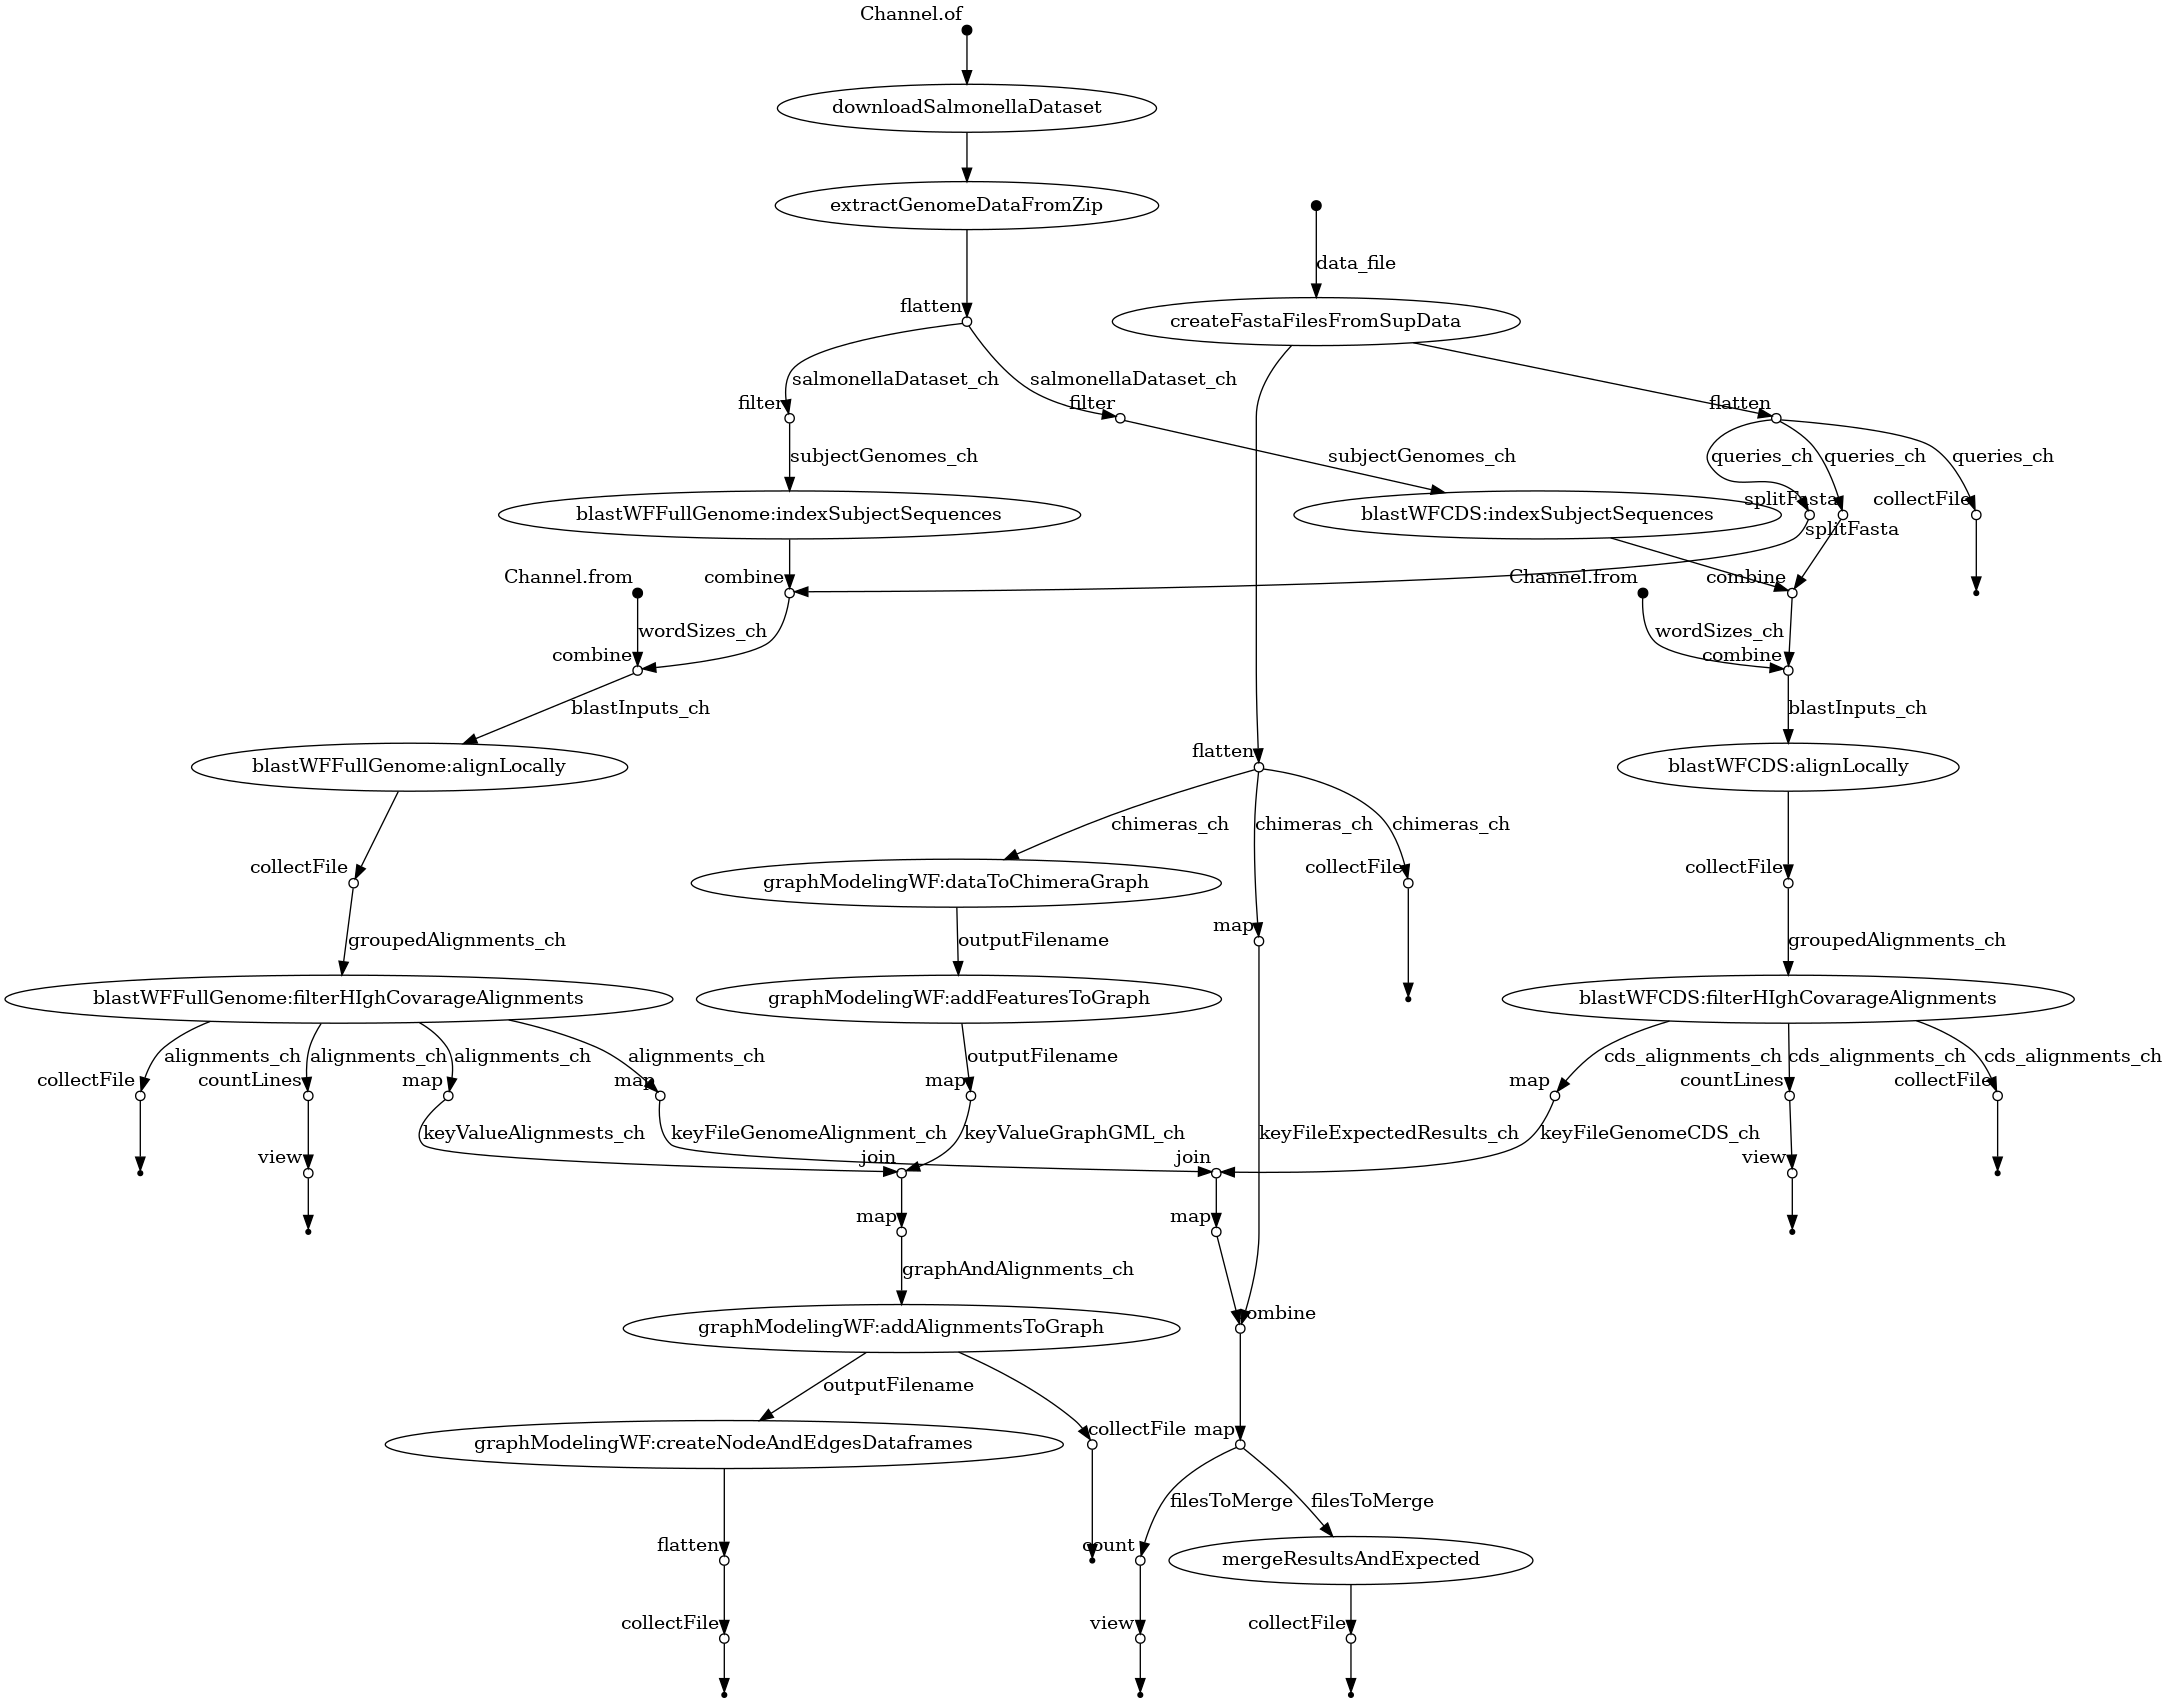 Channel.of
downloadSalmonellaDataset
extractGenomeDataFromZip
data_file
flatten
createFastaFilesFromSupData
salmonellaDataset_ch
salmonellaDataset_ch
filter
filter
flatten
subjectGenomes_ch
subjectGenomes_ch
queries_ch
queries_ch
queries_ch
splitFasta
collectFile
blastWFFullGenome:indexSubjectSequences
blastWFCDS:indexSubjectSequences
splitFasta
Channel.from
combine
Channel.from
combine
wordSizes_ch
wordSizes_ch
combine
combine
blastInputs_ch
blastInputs_ch
flatten
blastWFFullGenome:alignLocally
blastWFCDS:alignLocally
chimeras_ch
chimeras_ch
chimeras_ch
collectFile
collectFile
collectFile
graphModelingWF:dataToChimeraGraph
map
groupedAlignments_ch
outputFilename
groupedAlignments_ch
blastWFFullGenome:filterHIghCovarageAlignments
graphModelingWF:addFeaturesToGraph
blastWFCDS:filterHIghCovarageAlignments
alignments_ch
alignments_ch
alignments_ch
alignments_ch
outputFilename
cds_alignments_ch
cds_alignments_ch
cds_alignments_ch
collectFile
countLines
map
map
map
map
countLines
collectFile
keyValueAlignmests_ch
keyFileGenomeAlignment_ch
keyValueGraphGML_ch
keyFileExpectedResults_ch
keyFileGenomeCDS_ch
view
join
join
view
map
map
graphAndAlignments_ch
ombine
graphModelingWF:addAlignmentsToGraph
outputFilename
collectFile
map
graphModelingWF:createNodeAndEdgesDataframes
filesToMerge
filesToMerge
flatten
count
mergeResultsAndExpected
collectFile
view
collectFile